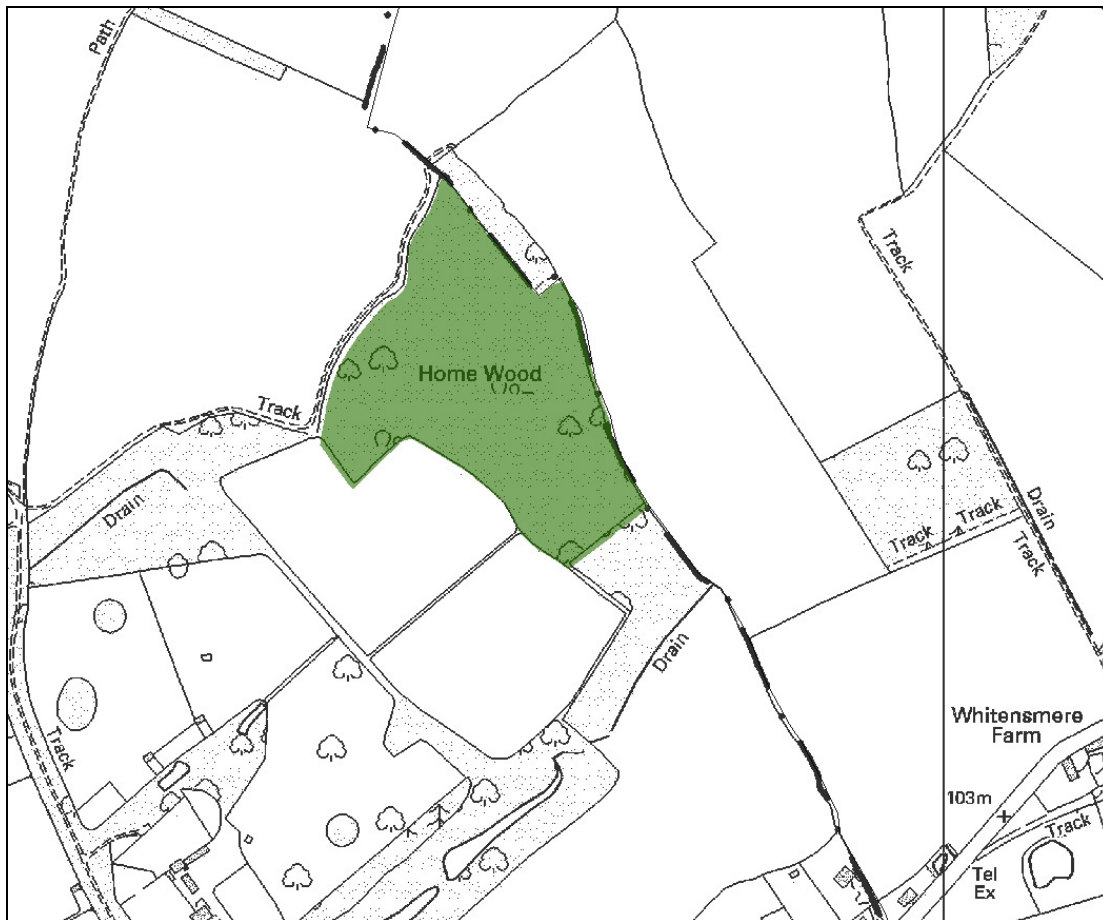 Path
Track
Home Wood
Track
Drain
Drain
Track
Track
Track
Drain
Track
Whitensmere
Farm
103m
Track
Tel
Ex